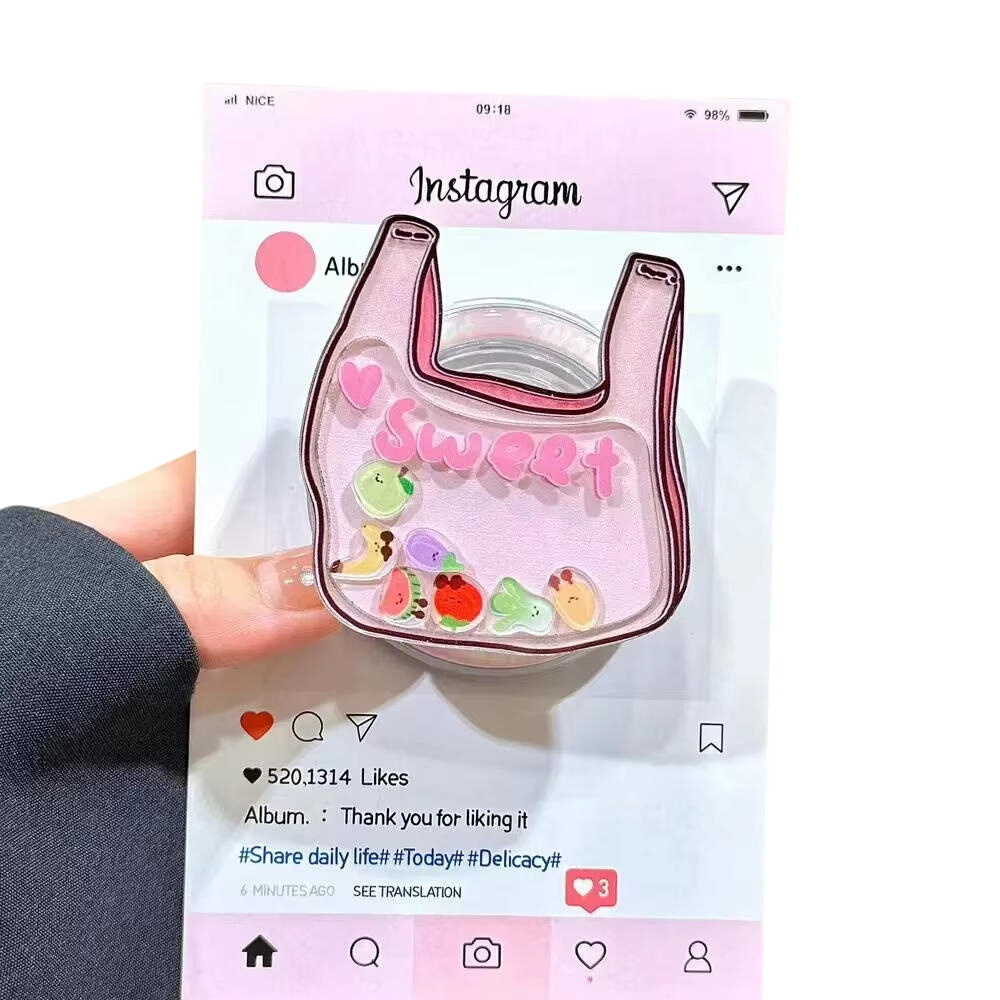 NICE 09:18 98%
Instagram
Sweet
520,1314 Likes
Album. : Thank you for liking it
#Share daily life# #Today# #Delicacy#
6 MINUTES AGO SEE TRANSLATION
3